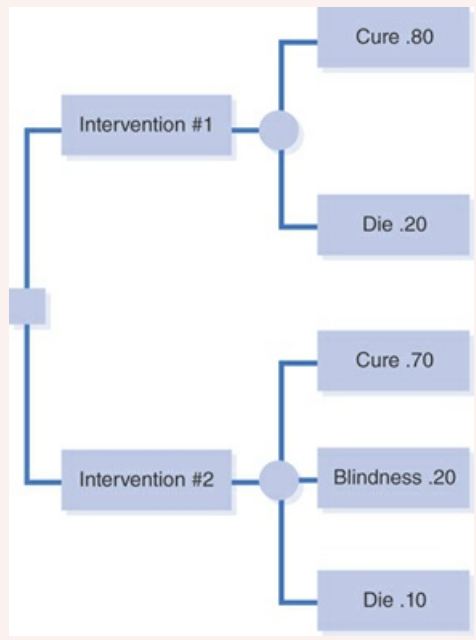 Cure .80
Intervention #1
Die .20
Cure .70
Intervention #2
Blindness .20
Die .10